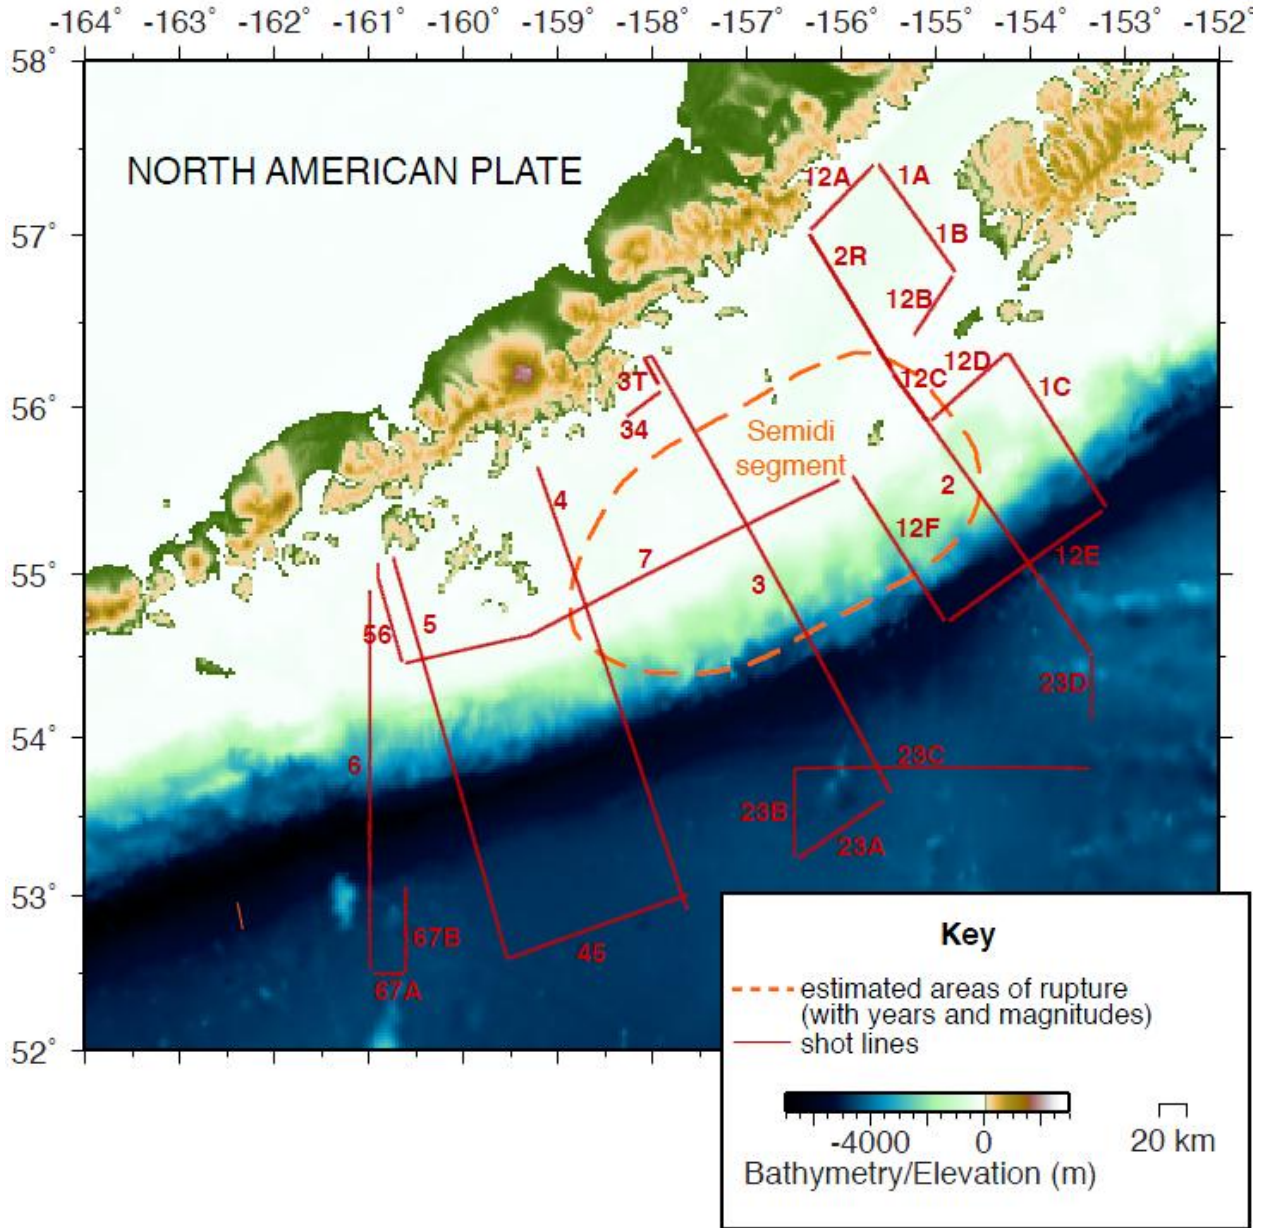 -164° -163° -162° -161° -160° -159° -158° -157° -156° -155° -154° -153° -152°
58°
NORTH AMERICAN PLATE
12A
1A
57°
1B
2R
12B
12D
3T
12C
1C
56°
34
Semidi
segment
4
2
12F
7
12E
55°
3
56
5
23D
54°
6
23C
23B
23A
53°
67B
45
67A
52°
Key
estimated areas of rupture
(with years and magnitudes)
shot lines
-4000 0
20 km
Bathymetry/Elevation (m)